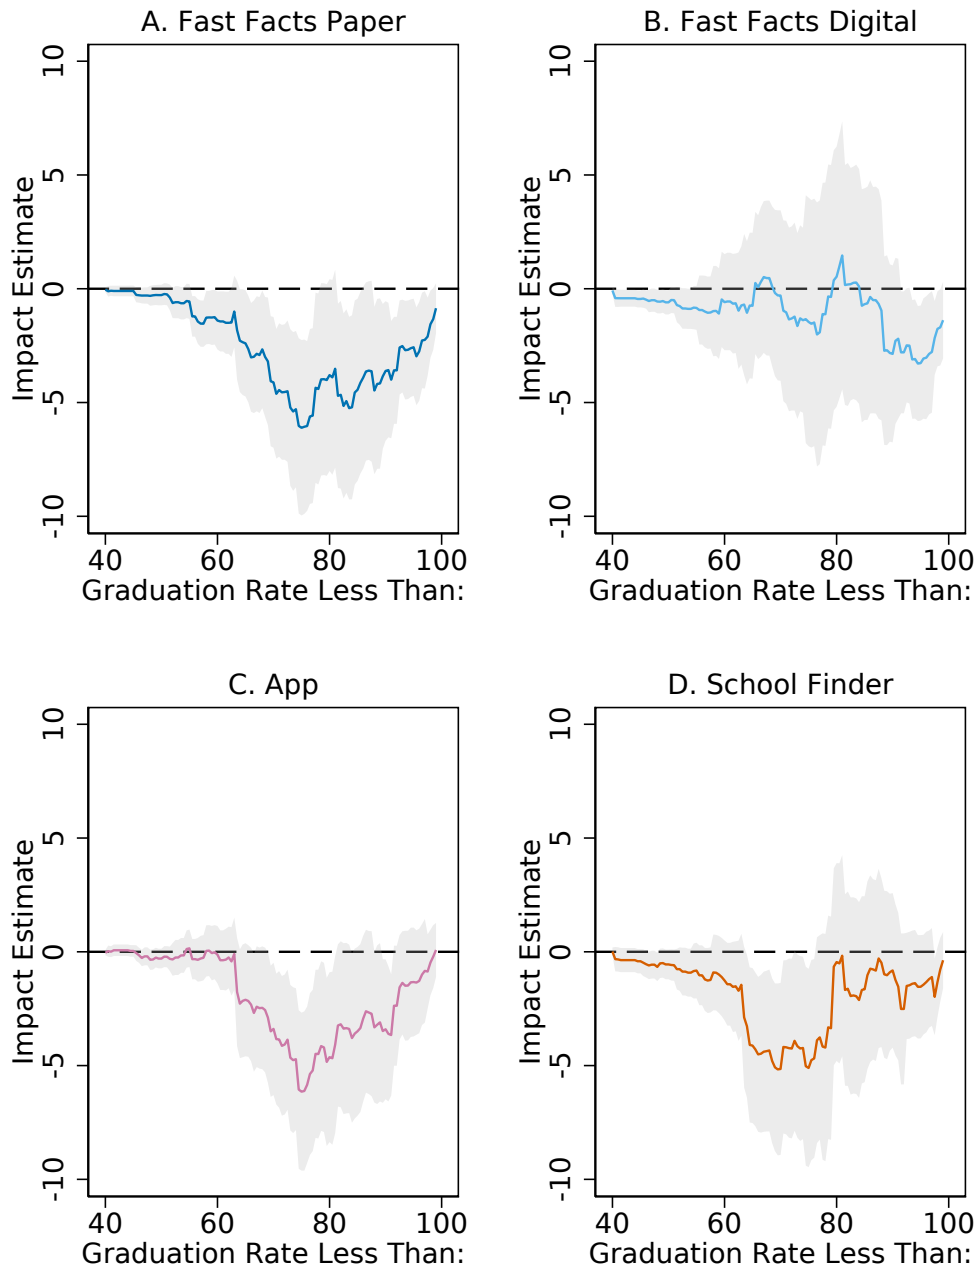 A. Fast Facts Paper
B. Fast Facts Digital
Impact Estimate
10
5
0
-5
-10
40 60 80 100
Graduation Rate Less Than:
Impact Estimate
10
5
0
-5
-10
40 60 80 100
Graduation Rate Less Than:
C. App
D. School Finder
Impact Estimate
10
5
0
-5
-10
40 60 80 100
Graduation Rate Less Than:
Impact Estimate
10
5
0
-5
-10
40 60 80 100
Graduation Rate Less Than: